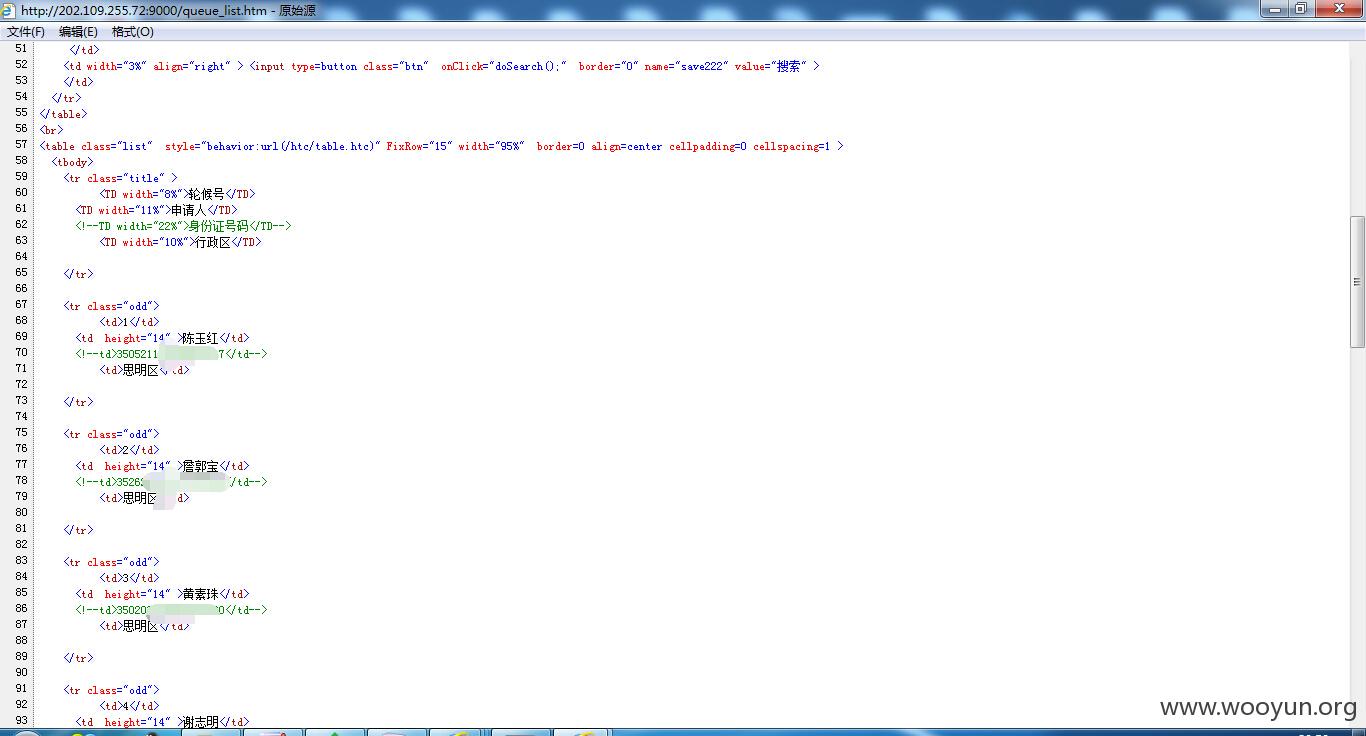 http://202.109.255.72:9000/queue_list.htm - 原始源
文件(F) 编辑(E) 格式(O)
51 </td>
52 <td width="3%" align="right" > <input type=button class="btn" onClick="doSearch();" border="0" name="save222" value="搜索" >
53 </td>
54 </tr>
55 </table>
56 <br>
57 <table class="list" style="behavior:url(/htc/table.htc)" FixRow="15" width="95%" border=0 align=center cellpadding=0 cellspacing=1 >
58 <tbody>
59 <tr class="title" >
60 <TD width="8%">轮候号</TD>
61 <TD width="11%">申请人</TD>
62 <!--TD width="22%">身份证号码</TD-->
63 <TD width="10%">行政区</TD>
64
65 </tr>
66
67 <tr class="odd">
68 <td>1</td>
69 <td height="14" >陈玉红</td>
70 <!--td>3505211 7</td-->
71 <td>思明区</td>
72
73 </tr>
74
75 <tr class="odd">
76 <td>2</td>
77 <td height="14" >詹郭宝</td>
78 <!--td>3526 /td-->
79 <td>思明区 d>
80
81 </tr>
82
83 <tr class="odd">
84 <td>3</td>
85 <td height="14" >黄素珠</td>
86 <!--td>35020 0</td-->
87 <td>思明区</td>
88
89 </tr>
90
91 <tr class="odd">
92 <td>4</td>
93 <td height="14" >谢志明</td>
www.wooyun.org